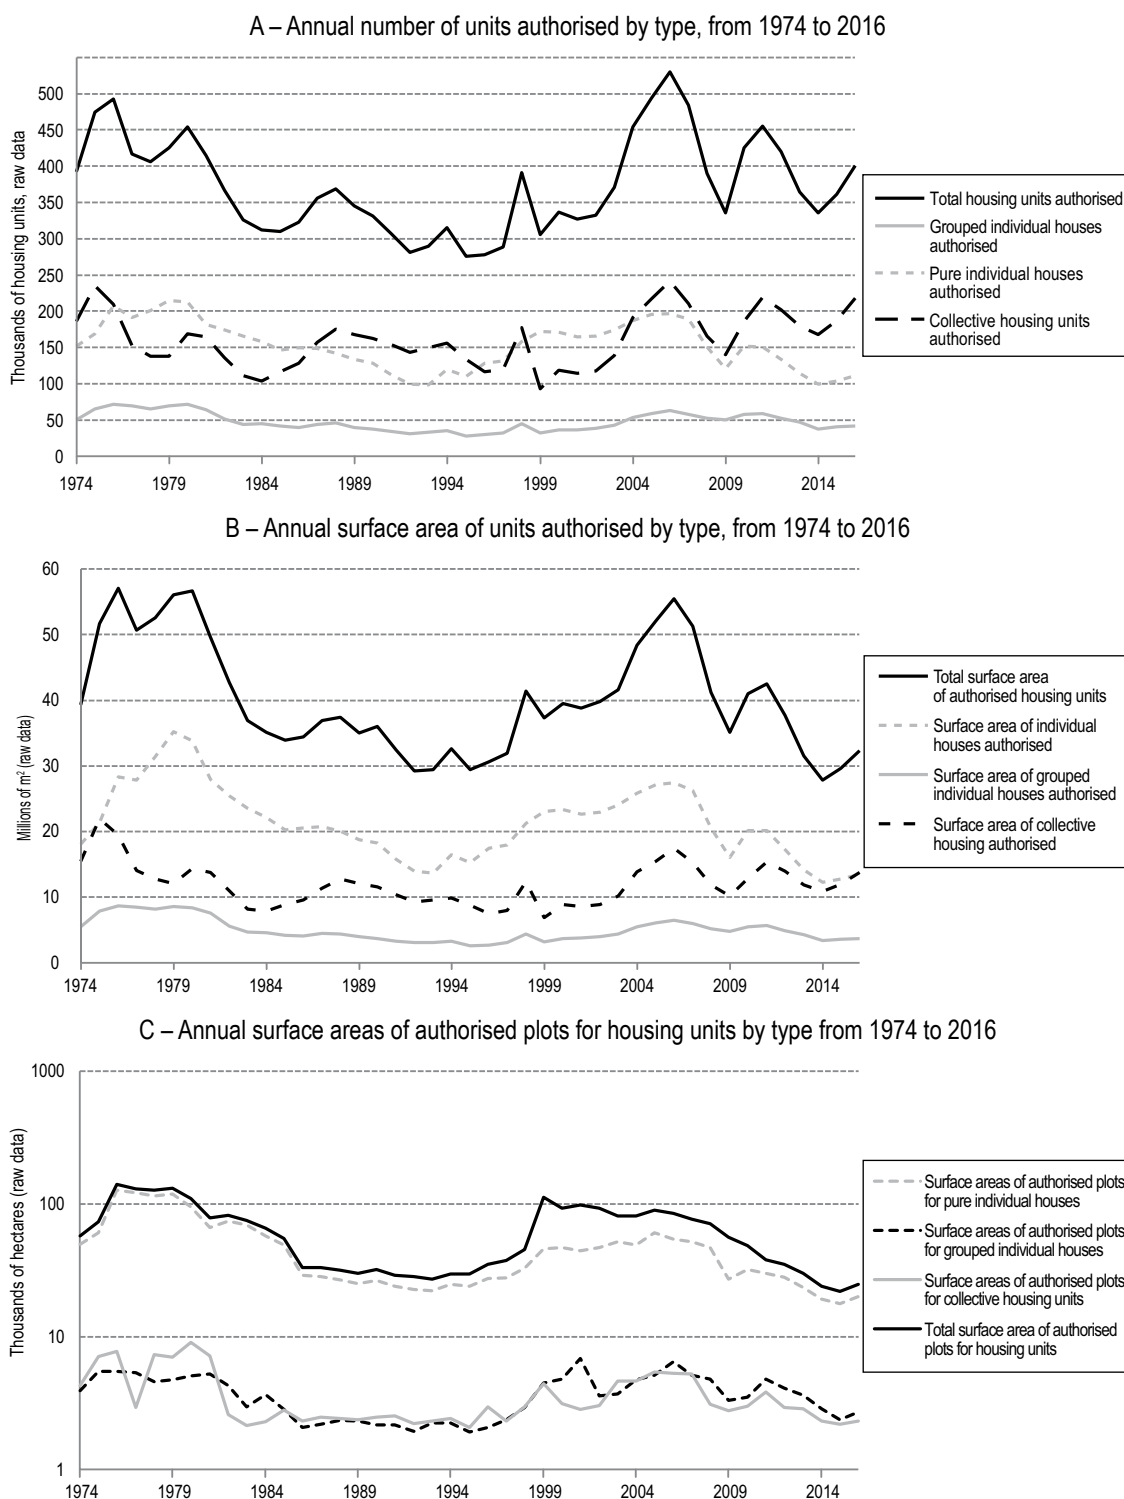 A – Annual number of units authorised by type, from 1974 to 2016
Thousands of housing units, raw data
500
450
400
350
300
250
200
150
100
50
0
1974 1979 1984 1989 1994 1999 2004 2009 2014
Total housing units authorised
Grouped individual houses
authorised
Pure individual houses
authorised
Collective housing units
authorised
B – Annual surface area of units authorised by type, from 1974 to 2016
Millions of m² (raw data)
60
50
40
30
20
10
0
1974 1979 1984 1989 1994 1999 2004 2009 2014
Total surface area
of authorised housing units
Surface area of individual
houses authorised
Surface area of grouped
individual houses authorised
Surface area of collective
housing authorised
C – Annual surface areas of authorised plots for housing units by type from 1974 to 2016
Thousands of hectares (raw data)
1000
100
10
1
1974 1979 1984 1989 1994 1999 2004 2009 2014
Surface areas of authorised plots
for pure individual houses
Surface areas of authorised plots
for grouped individual houses
Surface areas of authorised plots
for collective housing units
Total surface area of authorised
plots for housing units